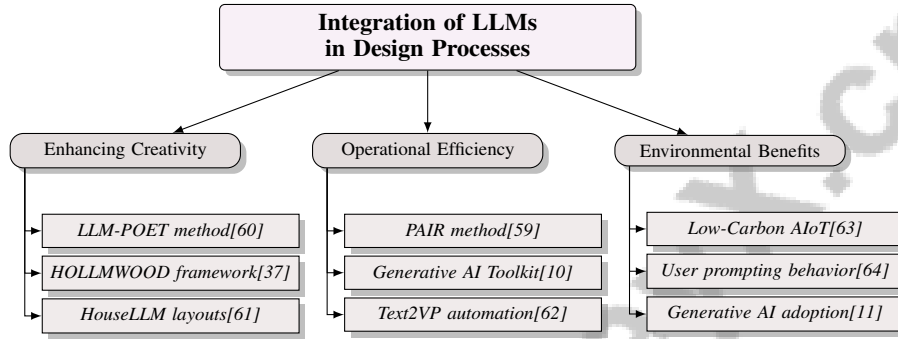 Integration of LLMs
in Design Processes
Enhancing Creativity
Operational Efficiency
Environmental Benefits
LLM-POET method[60]
HOLLMWOOD framework[37]
HouseLLM layouts[61]
PAIR method[59]
Generative AI Toolkit[10]
Text2VP automation[62]
Low-Carbon AIoT[63]
User prompting behavior[64]
Generative AI adoption[11]